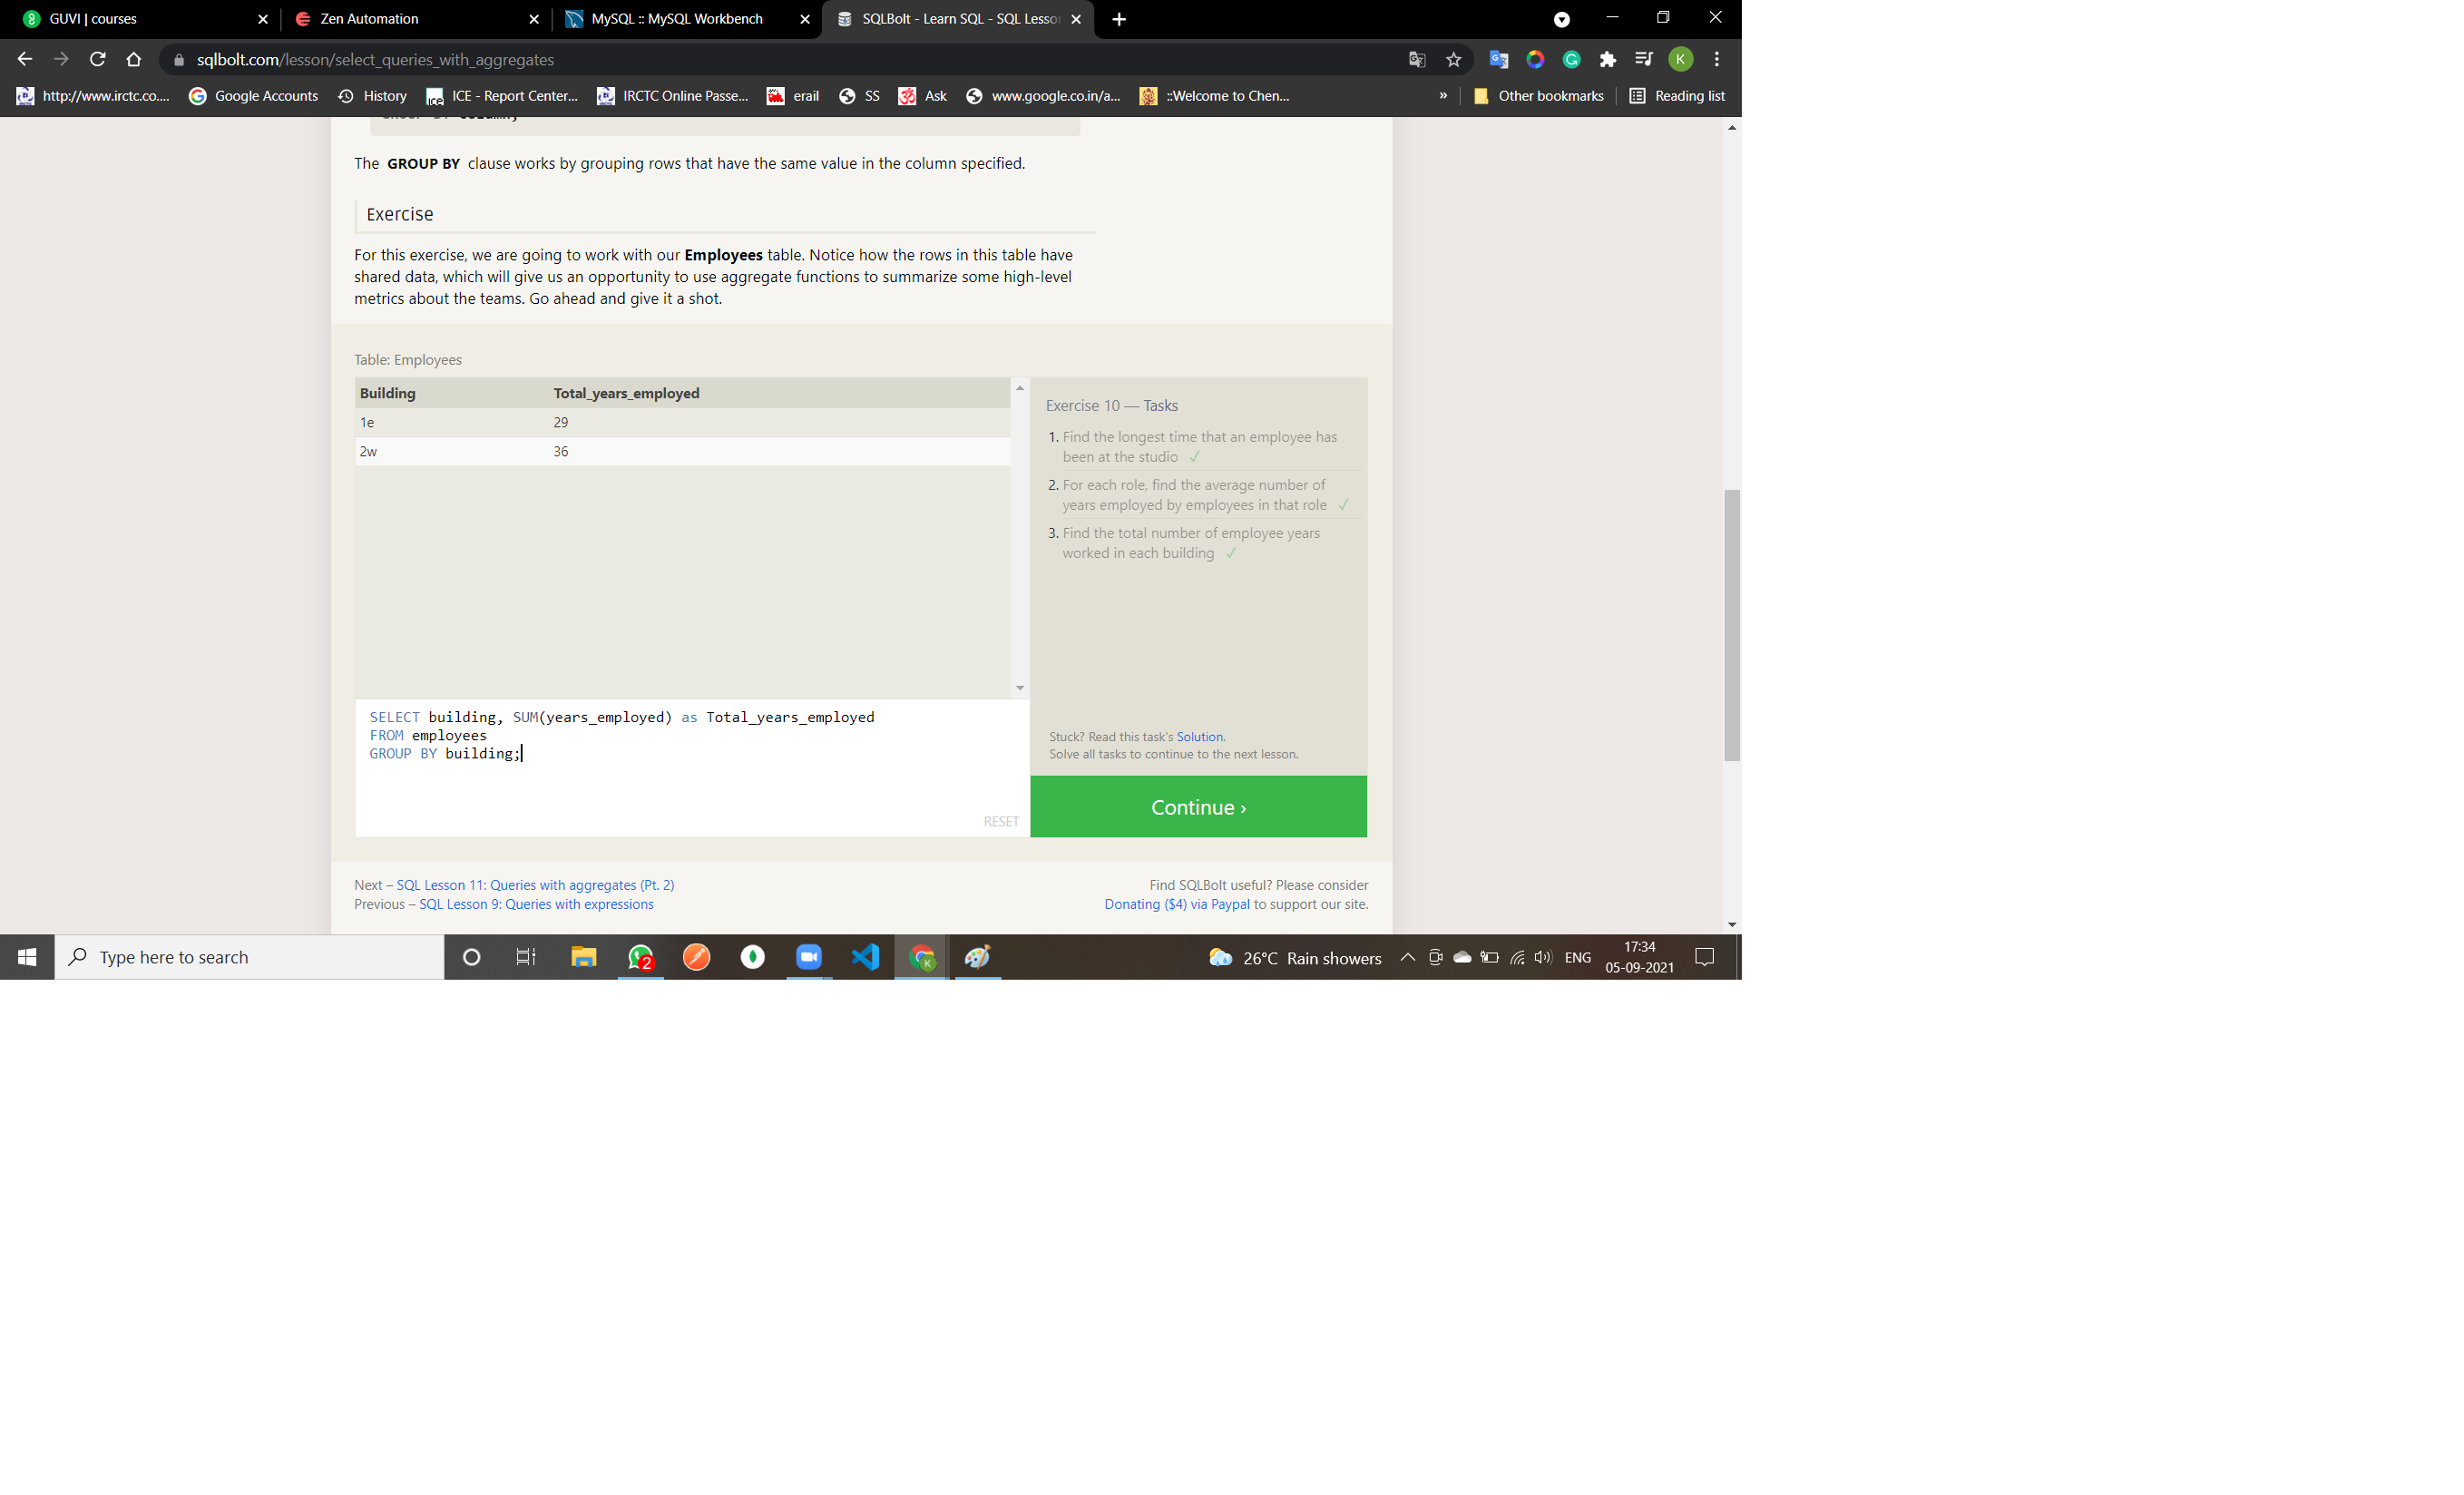 GUVI | courses
Zen Automation
MySQL :: MySQL Workbench
SQLBolt - Learn SQL - SQL Lesso
sqlbolt.com/lesson/select_queries_with_aggregates
K
http://www.irctc.co....
Google Accounts
History
ICE - Report Center...
IRCTC Online Passe...
erail
SS
Ask
www.google.co.in/a...
::Welcome to Chen...
»
Other bookmarks
Reading list
The GROUP BY clause works by grouping rows that have the same value in the column specified.
Exercise
For this exercise, we are going to work with our Employees table. Notice how the rows in this table have
shared data, which will give us an opportunity to use aggregate functions to summarize some high-level
metrics about the teams. Go ahead and give it a shot.
Table: Employees
Building Total_years_employed
1e 29
2w 36
SELECT building, SUM(years_employed) as Total_years_employed
FROM employees
GROUP BY building;
RESET
Exercise 10 — Tasks
1. Find the longest time that an employee has
been at the studio ✓
2. For each role, find the average number of
years employed by employees in that role ✓
3. Find the total number of employee years
worked in each building ✓
Stuck? Read this task's Solution.
Solve all tasks to continue to the next lesson.
Continue ›
Next – SQL Lesson 11: Queries with aggregates (Pt. 2)
Previous – SQL Lesson 9: Queries with expressions
Find SQLBolt useful? Please consider
Donating ($4) via Paypal to support our site.
Type here to search
2
K
26°C Rain showers
ENG
17:34
05-09-2021